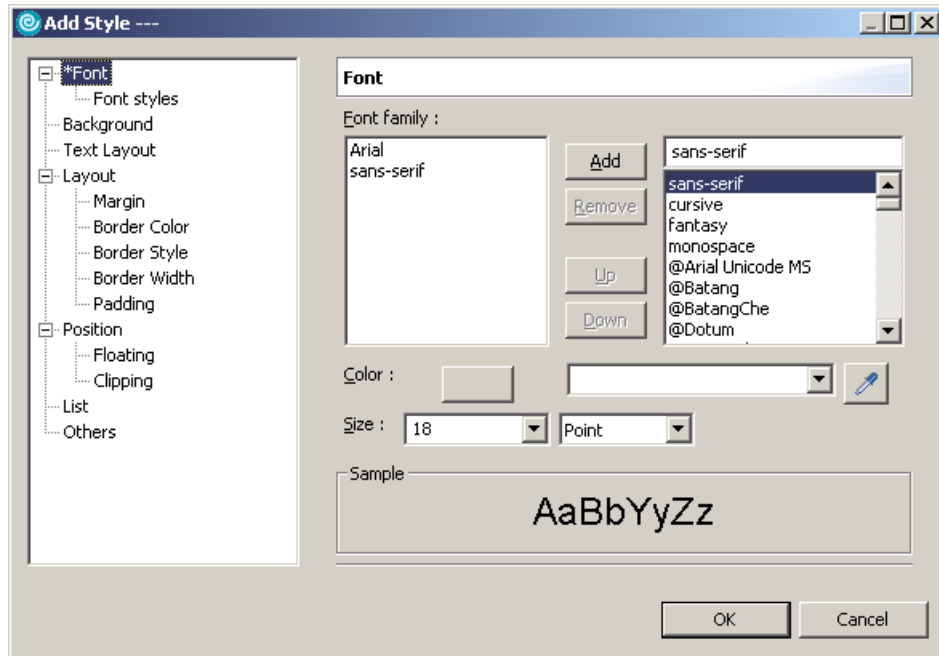 Add Style ---
*Font
Font styles
Background
Text Layout
Layout
Margin
Border Color
Border Style
Border Width
Padding
Position
Floating
Clipping
List
Others
Font
Font family :
Arial
sans-serif
Add
Remove
Up
Down
sans-serif
sans-serif
cursive
fantasy
monospace
@Arial Unicode MS
@Batang
@BatangChe
@Dotum
Color :
Size : 18 Point
Sample
AaBbYyZz
OK Cancel